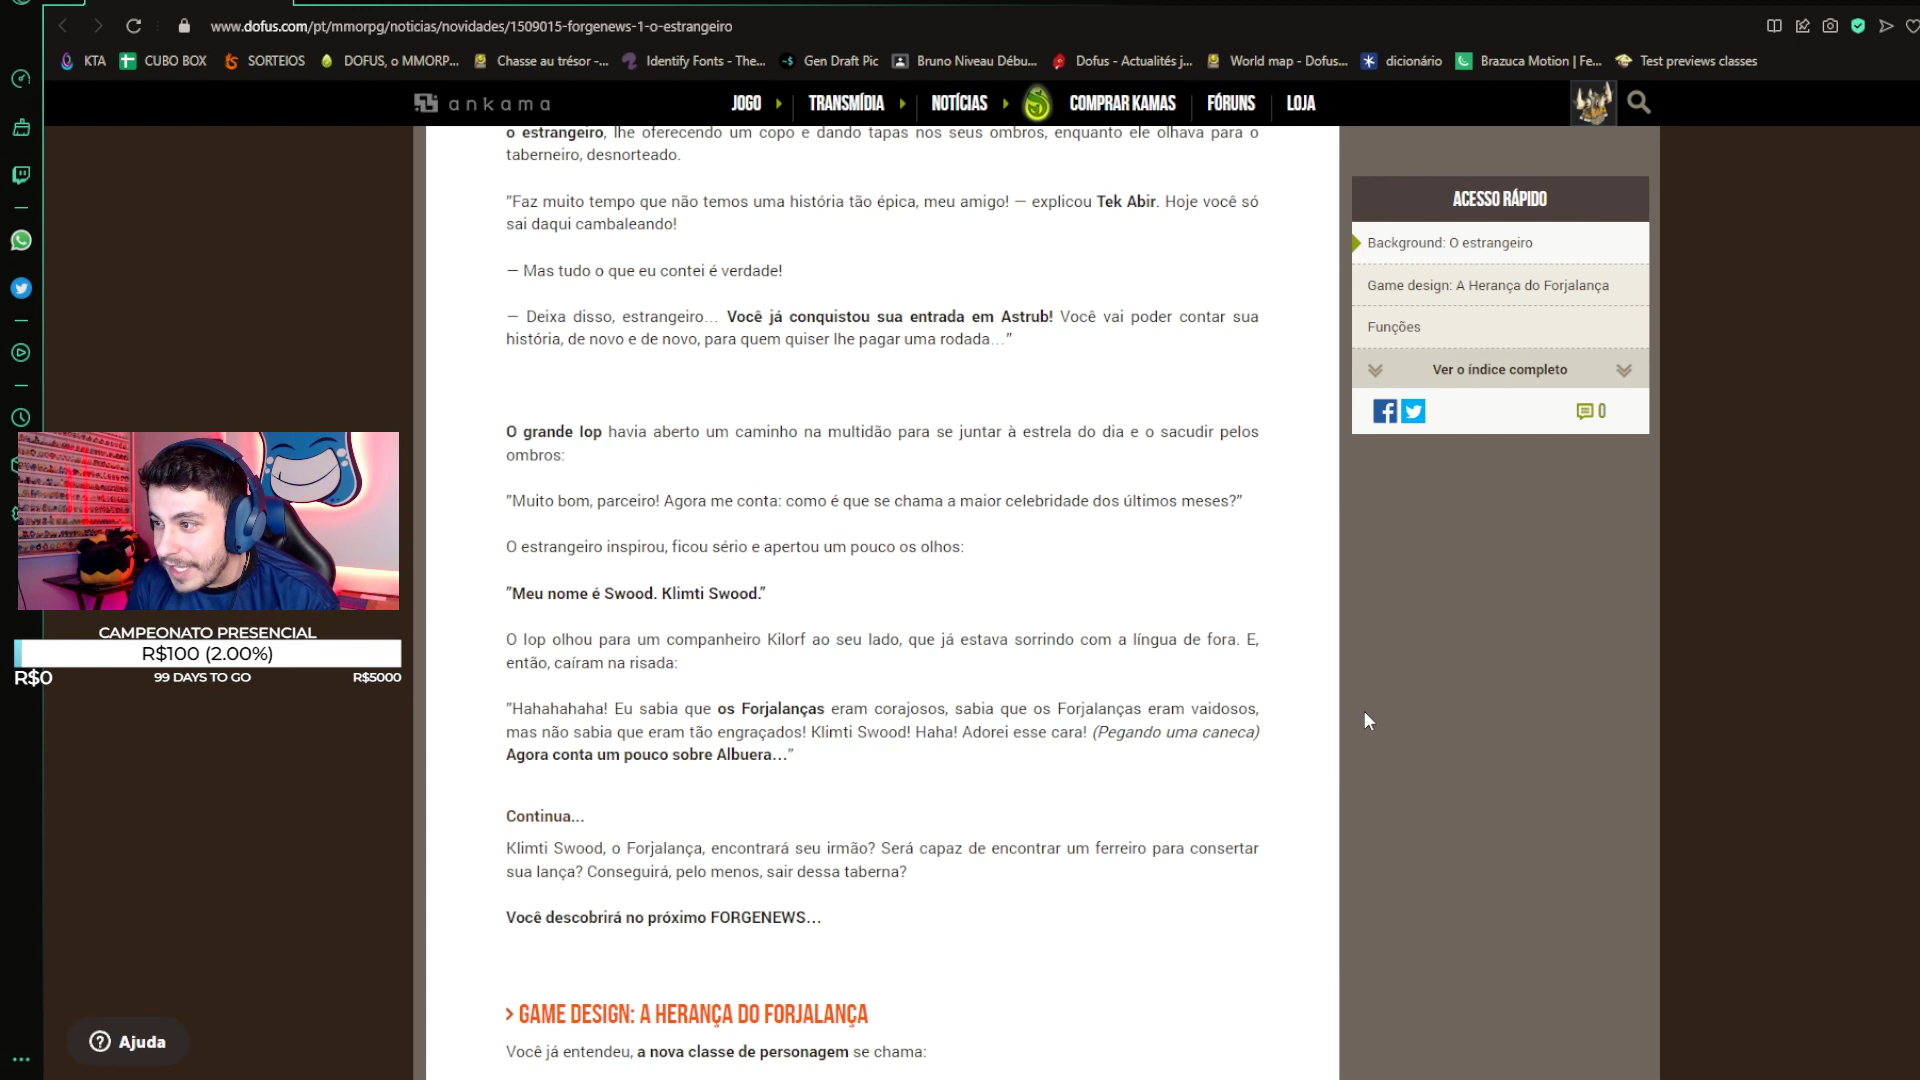 www.dofus.com/pt/mmorpg/noticias/novidades/1509015-forgenews-1-o-estrangeiro
KTA CUBO BOX SORTEIOS DOFUS, o MMORP... Chasse au trésor -... Identify Fonts - The... Gen Draft Pic Bruno Niveau Débu... Dofus - Actualités j... World map - Dofus... dicionário Brazuca Motion | Fe... Test previews classes
ankama JOGO TRANSMÍDIA NOTÍCIAS COMPRAR KAMAS FÓRUNS LOJA
o estrangeiro, lhe oferecendo um copo e dando tapas nos seus ombros, enquanto ele olhava para o
taberneiro, desnorteado.
"Faz muito tempo que não temos uma história tão épica, meu amigo! — explicou Tek Abir. Hoje você só
sai daqui cambaleando!
— Mas tudo o que eu contei é verdade!
— Deixa disso, estrangeiro... Você já conquistou sua entrada em Astrub! Você vai poder contar sua
história, de novo e de novo, para quem quiser lhe pagar uma rodada..."
O grande Iop havia aberto um caminho na multidão para se juntar à estrela do dia e o sacudir pelos
ombros:
"Muito bom, parceiro! Agora me conta: como é que se chama a maior celebridade dos últimos meses?"
O estrangeiro inspirou, ficou sério e apertou um pouco os olhos:
"Meu nome é Swood. Klimti Swood."
O Iop olhou para um companheiro Kilorf ao seu lado, que já estava sorrindo com a língua de fora. E,
então, caíram na risada:
"Hahahahaha! Eu sabia que os Forjalanças eram corajosos, sabia que os Forjalanças eram vaidosos,
mas não sabia que eram tão engraçados! Klimti Swood! Haha! Adorei esse cara! (Pegando uma caneca)
Agora conta um pouco sobre Albuera..."
Continua...
Klimti Swood, o Forjalança, encontrará seu irmão? Será capaz de encontrar um ferreiro para consertar
sua lança? Conseguirá, pelo menos, sair dessa taberna?
Você descobrirá no próximo FORGENEWS...
> GAME DESIGN: A HERANÇA DO FORJALANÇA
Você já entendeu, a nova classe de personagem se chama:
ACESSO RÁPIDO
Background: O estrangeiro
Game design: A Herança do Forjalança
Funções
Ver o índice completo
0
CAMPEONATO PRESENCIAL
R$100 (2.00%)
R$0 99 DAYS TO GO R$5000
Ajuda